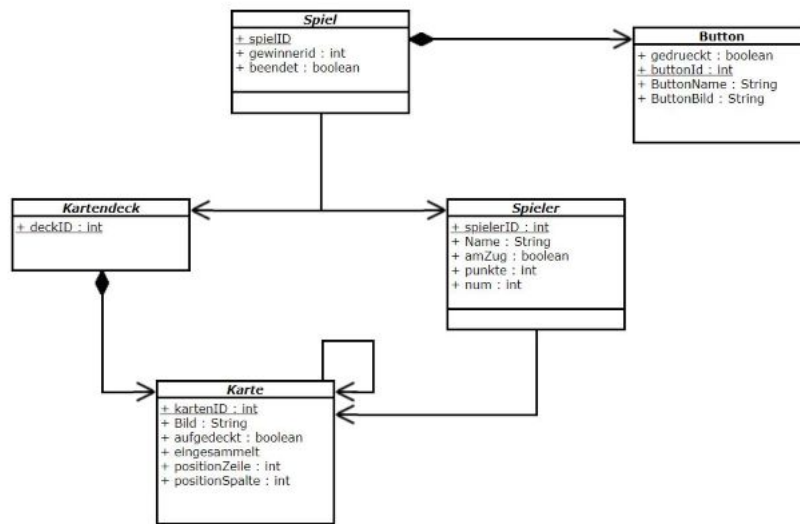 Spiel
+ spielID
+ gewinnerid : int
+ beendet : boolean
Button
+ gedrueckt : boolean
+ buttonId : int
+ ButtonName : String
+ ButtonBild : String
Kartendeck
+ deckID : int
Spieler
+ spielerID : int
+ Name : String
+ amZug : boolean
+ punkte : int
+ num : int
Karte
+ kartenID : int
+ Bild : String
+ aufgedeckt : boolean
+ eingesammelt
+ positionZeile : int
+ positionSpalte : int